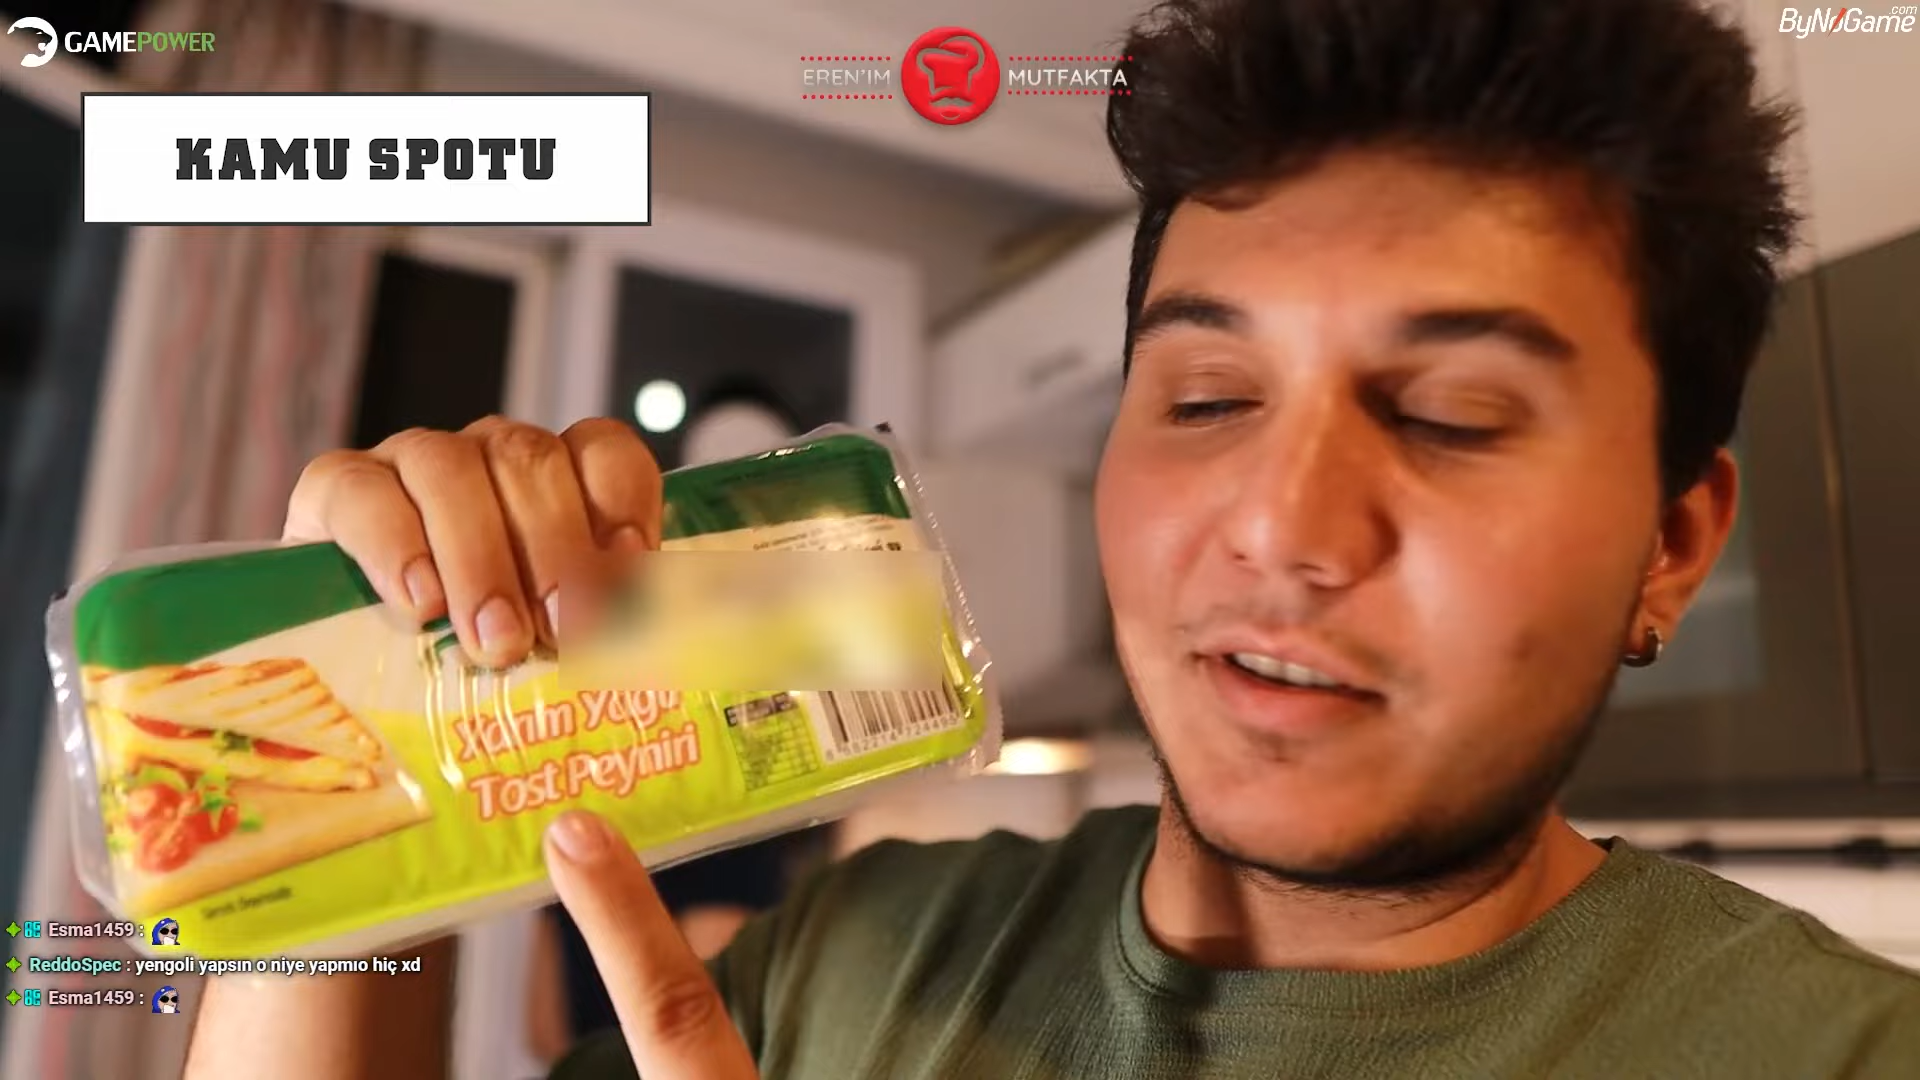 GAMEPOWER
EREN'IM MUTFAKTA
ByNoGame.com
KAMU SPOTU
Yarım Yağlı
Tost Peyniri
Esma1459 :
ReddoSpec : yengoli yapsın o niye yapmıo hiç xd
Esma1459 :